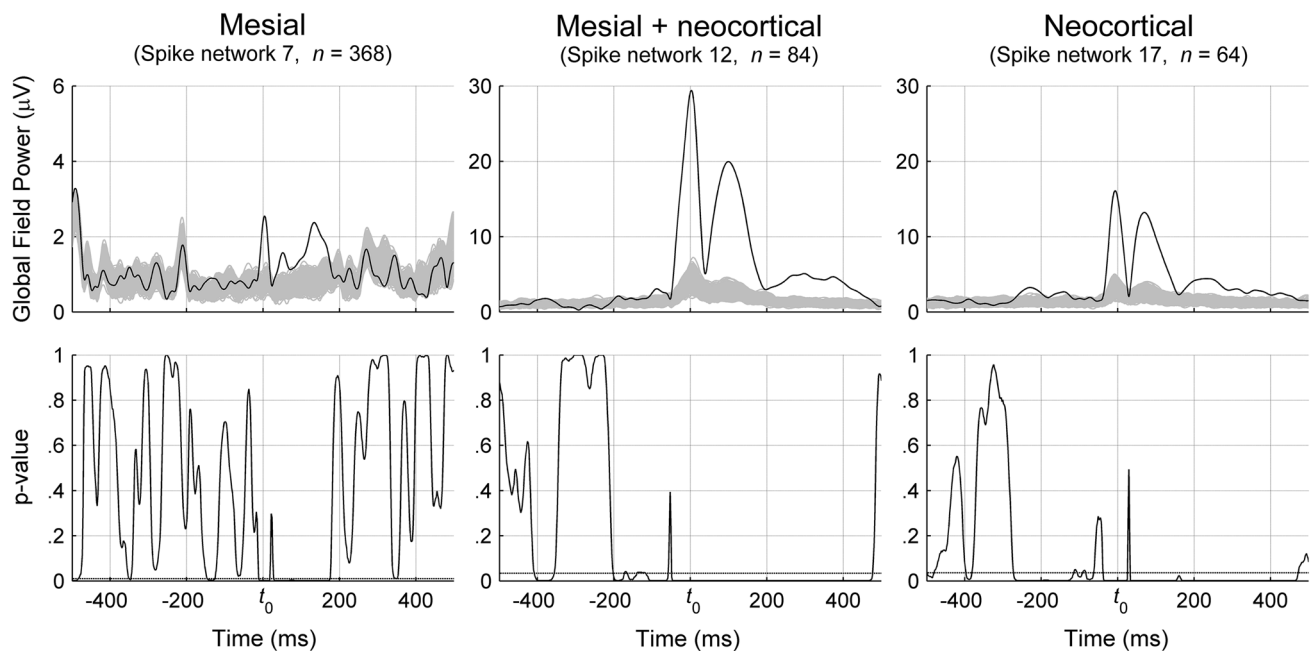 Mesial
(Spike network 7, n = 368)
Mesial + neocortical
(Spike network 12, n = 84)
Neocortical
(Spike network 17, n = 64)
Global Field Power (μV)
6
4
2
0
30
20
10
0
30
20
10
0
p-value
1
.8
.6
.4
.2
0
1
.8
.6
.4
.2
0
1
.8
.6
.4
.2
0
-400 -200 t0 200 400
-400 -200 t0 200 400
-400 -200 t0 200 400
Time (ms)
Time (ms)
Time (ms)